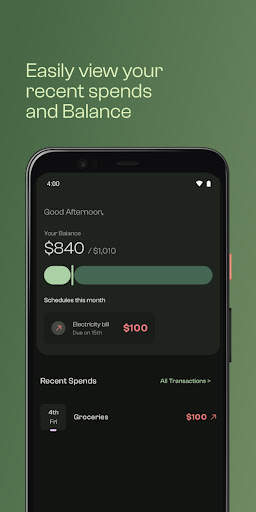 Easily view your
recent spends
and Balance
4:00
Good Afternoon,
Your Balance
$840 / $1,010
Schedules this month
Electricity bill
Due on 15th
$100
Recent Spends
All Transactions >
4th
Fri
Groceries
$100